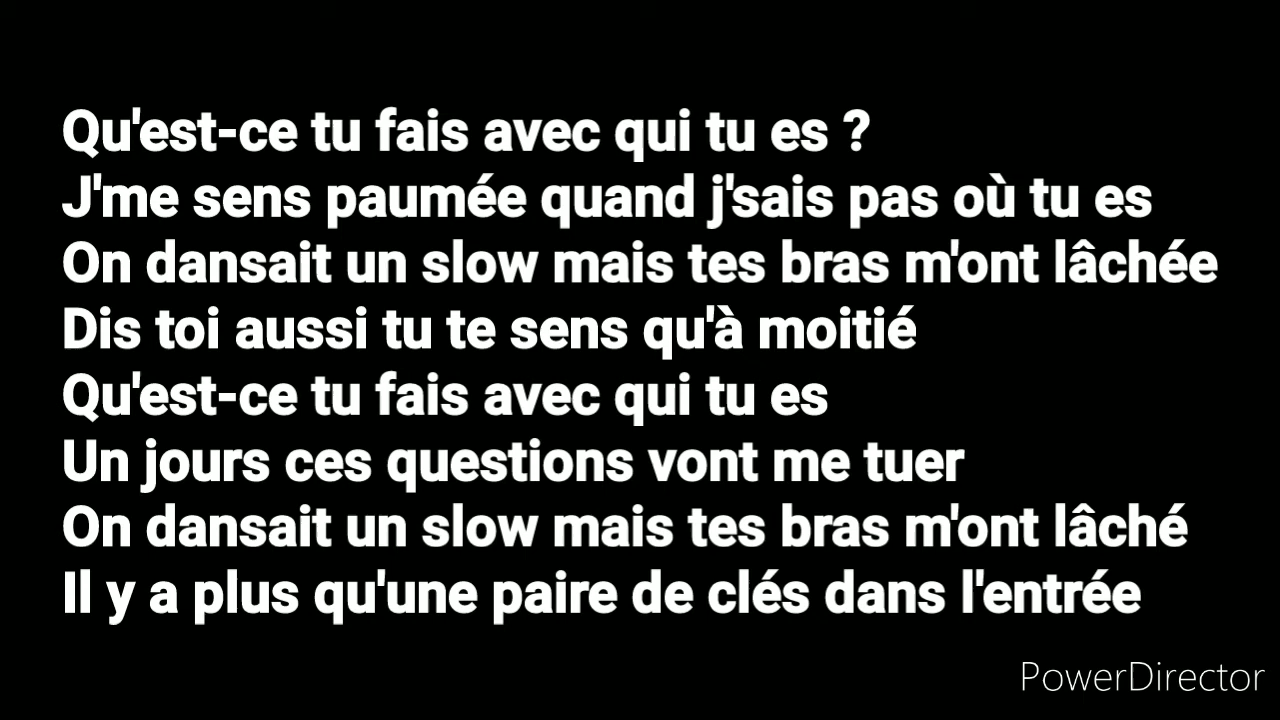 Qu'est-ce tu fais avec qui tu es ?
J'me sens paumée quand j'sais pas où tu es
On dansait un slow mais tes bras m'ont lâchée
Dis toi aussi tu te sens qu'à moitié
Qu'est-ce tu fais avec qui tu es
Un jours ces questions vont me tuer
On dansait un slow mais tes bras m'ont lâché
Il y a plus qu'une paire de clés dans l'entrée
PowerDirector